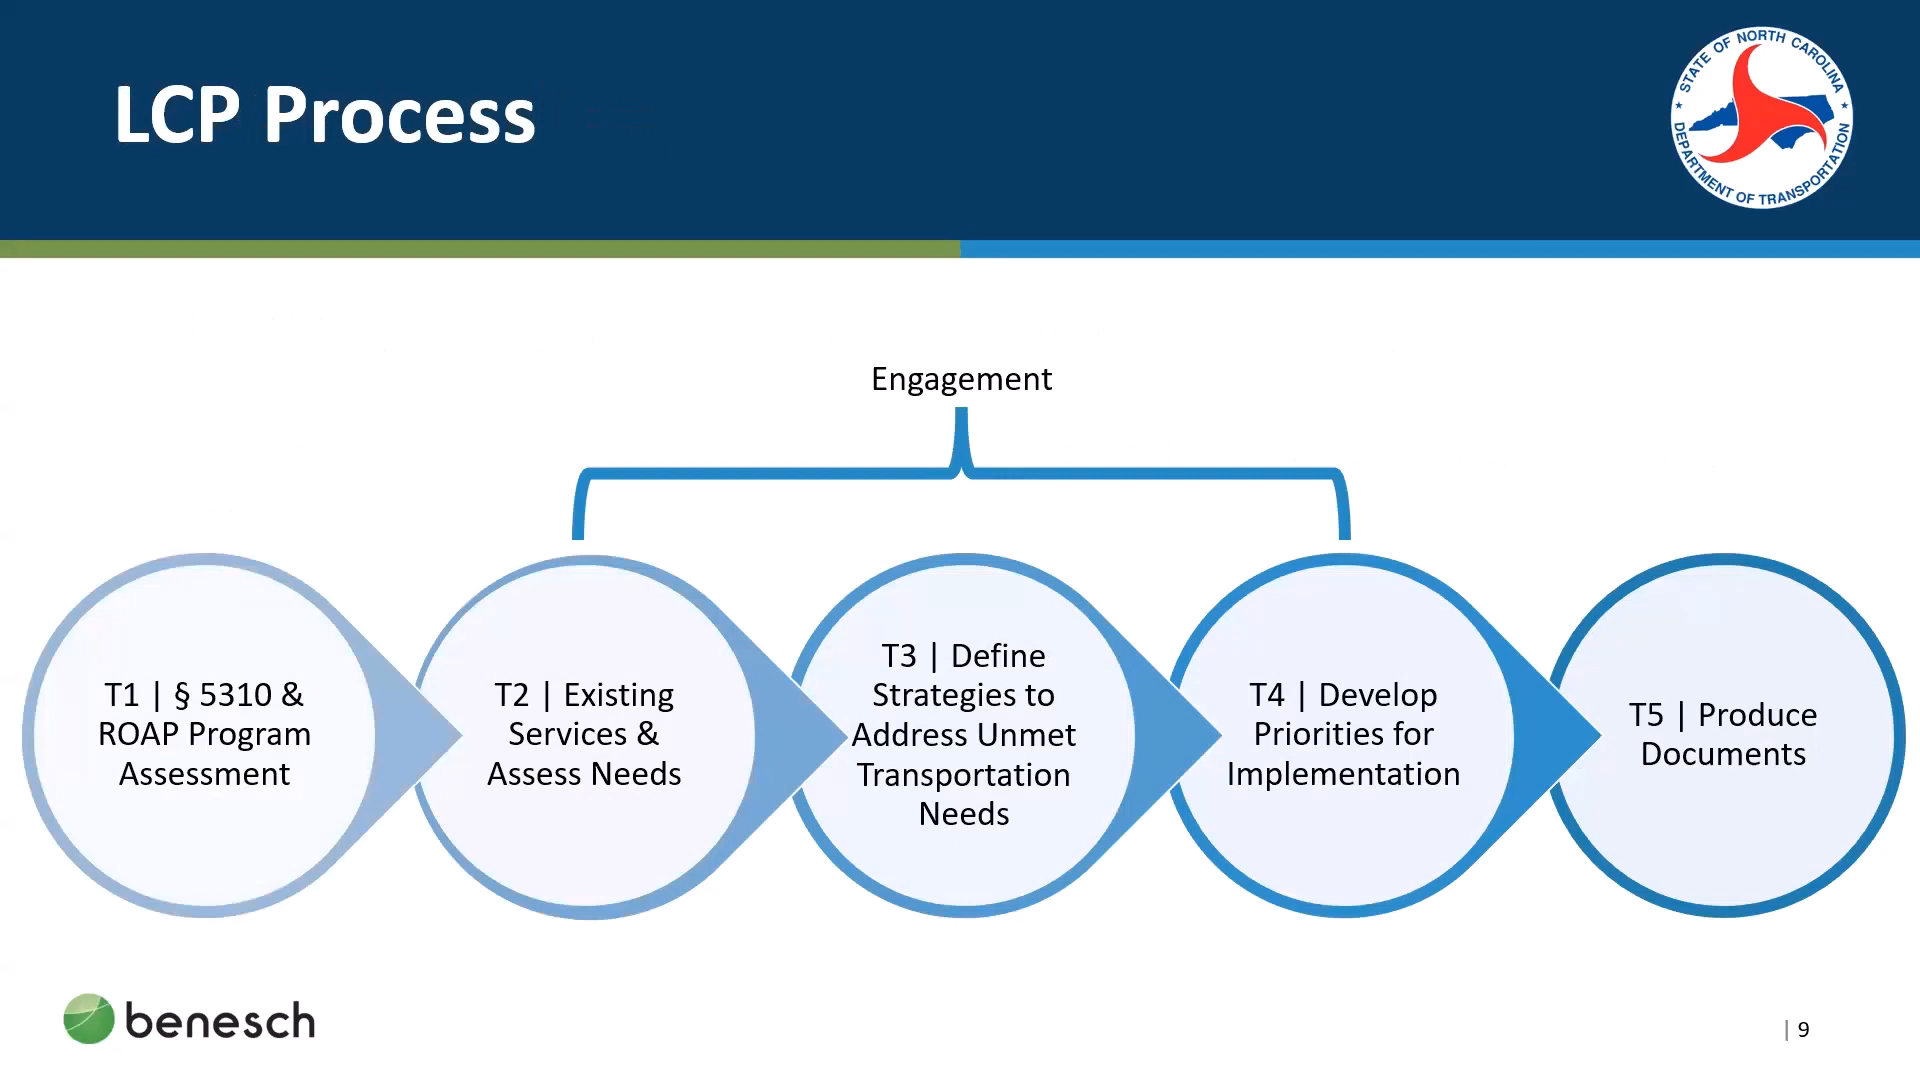 LCP Process
STATE OF NORTH CAROLINA
DEPARTMENT OF TRANSPORTATION
Engagement
T1 | § 5310 &
ROAP Program
Assessment
T2 | Existing
Services &
Assess Needs
T3 | Define
Strategies to
Address Unmet
Transportation
Needs
T4 | Develop
Priorities for
Implementation
T5 | Produce
Documents
benesch
| 9